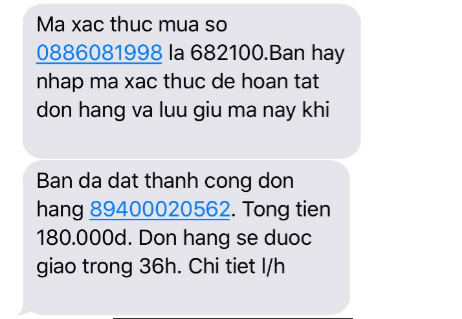 Ma xac thuc mua so
0886081998 la 682100.Ban hay
nhap ma xac thuc de hoan tat
don hang va luu giu ma nay khi
Ban da dat thanh cong don
hang 89400020562. Tong tien
180.000d. Don hang se duoc
giao trong 36h. Chi tiet l/h